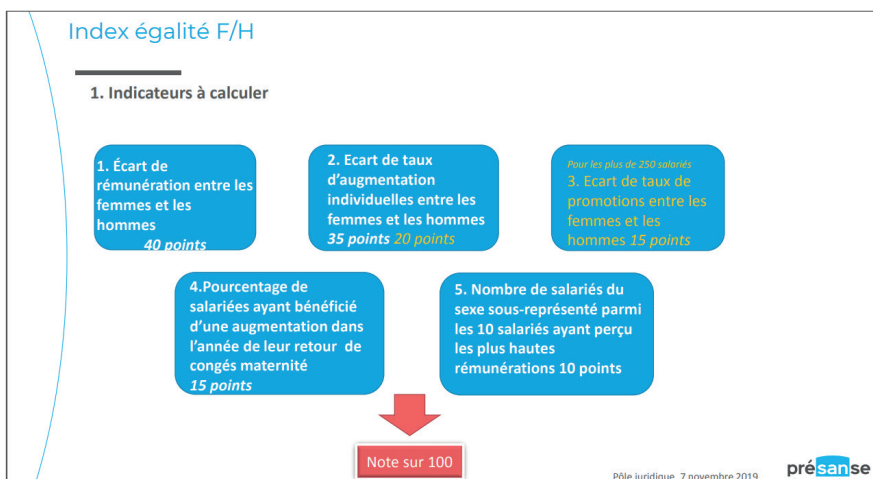 Index égalité F/H
1. Indicateurs à calculer
1. Écart de
rémunération entre les
femmes et les
hommes
40 points
2. Ecart de taux
d'augmentation
individuelles entre les
femmes et les hommes
35 points 20 points
Pour les plus de 250 salariés
3. Ecart de taux de
promotions entre les
femmes et les
hommes 15 points
4.Pourcentage de
salariées ayant bénéficié
d'une augmentation dans
l'année de leur retour de
congés maternité
15 points
5. Nombre de salariés du
sexe sous-représenté parmi
les 10 salariés ayant perçu
les plus hautes
rémunérations 10 points
Note sur 100
Pôle juridique 7 novembre 2019
présanse